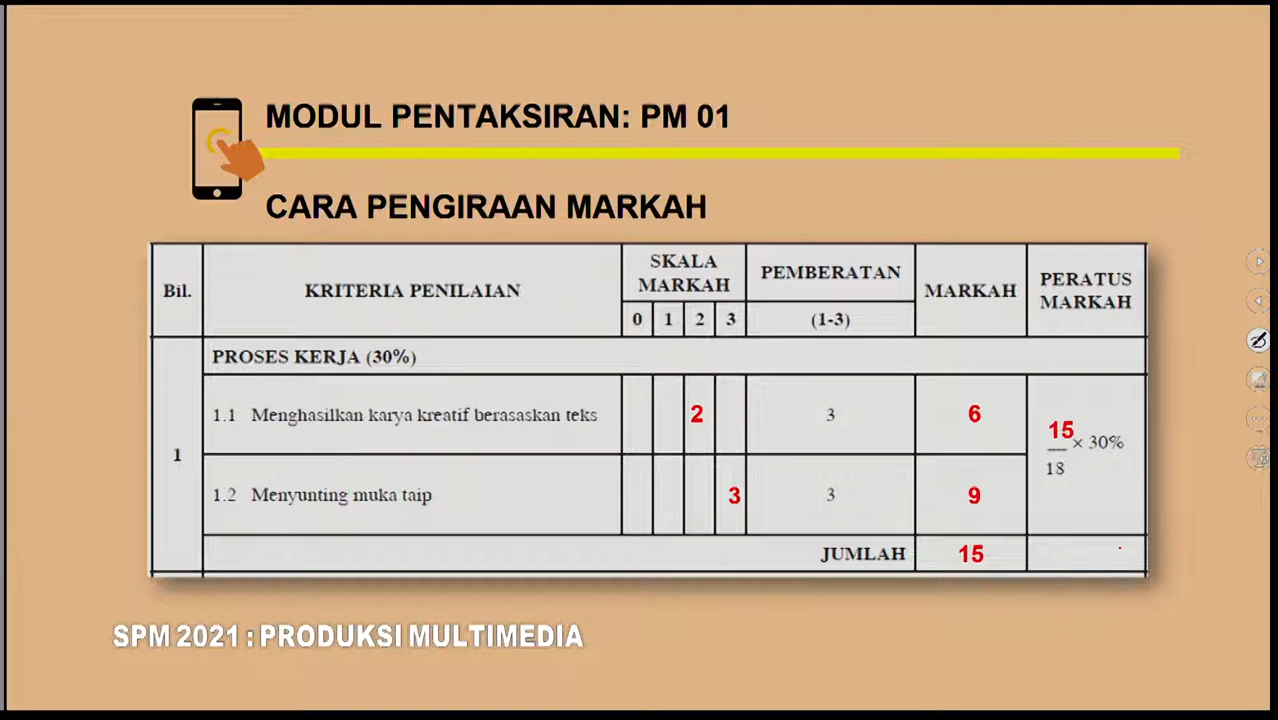 MODUL PENTAKSIRAN: PM 01
CARA PENGIRAAN MARKAH
Bil.
KRITERIA PENILAIAN
SKALA
MARKAH
0 1 2 3
PEMBERATAN
(1-3)
MARKAH
PERATUS
MARKAH
1
PROSES KERJA (30%)
1.1 Menghasilkan karya kreatif berasaskan teks
2
3
6
15
18
× 30%
1.2 Menyunting muka taip
3
3
9
JUMLAH
15
SPM 2021 : PRODUKSI MULTIMEDIA